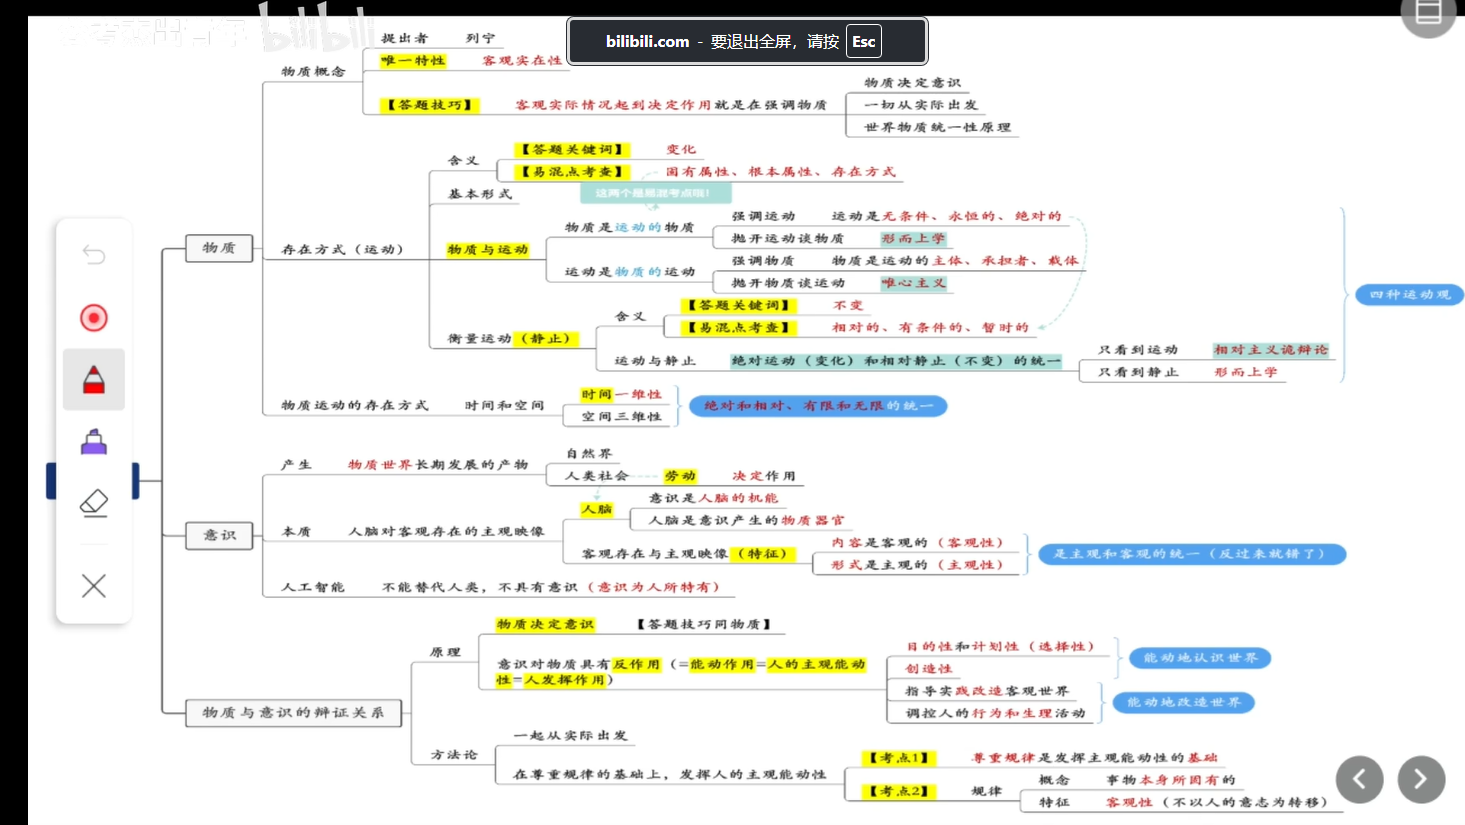 bilibili
bilibili.com - 要退出全屏，请按 Esc
提出者 列宁
物质概念
唯一特性 客观实在性
【答题技巧】 客观实际情况起到决定作用就是在强调物质
物质决定意识
一切从实际出发
世界物质统一性原理
含义
【答题关键词】 变化
【易混点考查】 固有属性、根本属性、存在方式
基本形式
这两个是易混考点哦！
物质
存在方式（运动）
物质与运动
物质是运动的物质
强调运动 运动是无条件、永恒的、绝对的
抛开运动谈物质 形而上学
运动是物质的运动
强调物质 物质是运动的主体、承担者、载体
抛开物质谈运动 唯心主义
四种运动观
衡量运动（静止）
含义
【答题关键词】 不变
【易混点考查】 相对的、有条件的、暂时的
运动与静止 绝对运动（变化）和相对静止（不变）的统一
只看到运动 相对主义诡辩论
只看到静止 形而上学
物质运动的存在方式 时间和空间
时间一维性
空间三维性
绝对和相对、有限和无限的统一
产生 物质世界长期发展的产物
自然界
人类社会 劳动 决定作用
意识
本质 人脑对客观存在的主观映像
人脑
意识是人脑的机能
人脑是意识产生的物质器官
客观存在与主观映像（特征）
内容是客观的（客观性）
形式是主观的（主观性）
是主观和客观的统一（反过来就错了）
人工智能 不能替代人类，不具有意识（意识为人所特有）
物质与意识的辩证关系
原理
物质决定意识 【答题技巧同物质】
意识对物质具有反作用（=能动作用=人的主观能动
性=人发挥作用）
目的性和计划性（选择性）
创造性
能动地认识世界
指导实践改造客观世界
调控人的行为和生理活动
能动地改造世界
方法论
一起从实际出发
在尊重规律的基础上，发挥人的主观能动性
【考点1】 尊重规律是发挥主观能动性的基础
【考点2】 规律
概念 事物本身所固有的
特征 客观性（不以人的意志为转移）